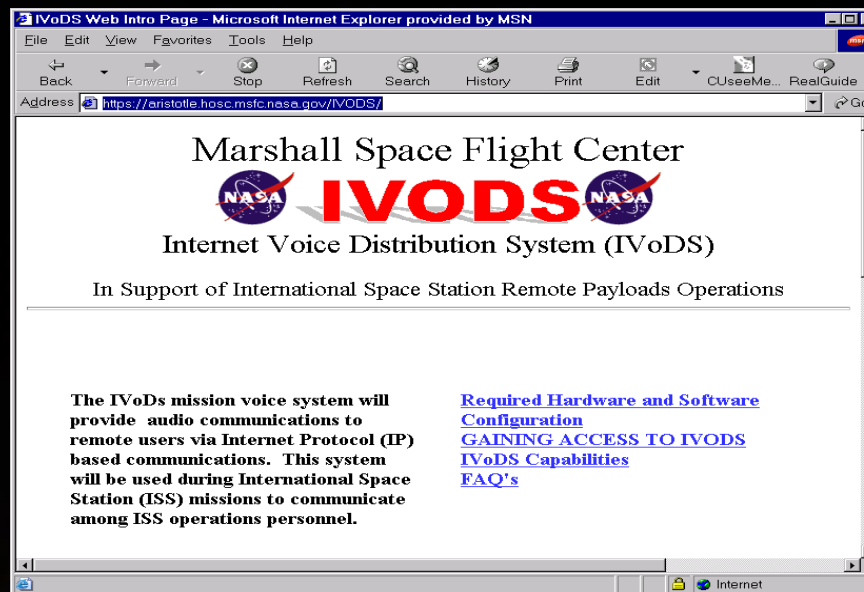 IVoDS Web Intro Page - Microsoft Internet Explorer provided by MSN
File Edit View Favorites Tools Help
Back Forward Stop Refresh Search History Print Edit CUseeMe... RealGuide
Address https://aristotle.hosc.msfc.nasa.gov/IVODS/ Go
Marshall Space Flight Center
NASA IVODS NASA
Internet Voice Distribution System (IVoDS)
In Support of International Space Station Remote Payloads Operations
The IVoDs mission voice system will
provide audio communications to
remote users via Internet Protocol (IP)
based communications. This system
will be used during International Space
Station (ISS) missions to communicate
among ISS operations personnel.
Required Hardware and Software
Configuration
GAINING ACCESS TO IVODS
IVoDS Capabilities
FAQ's
Internet